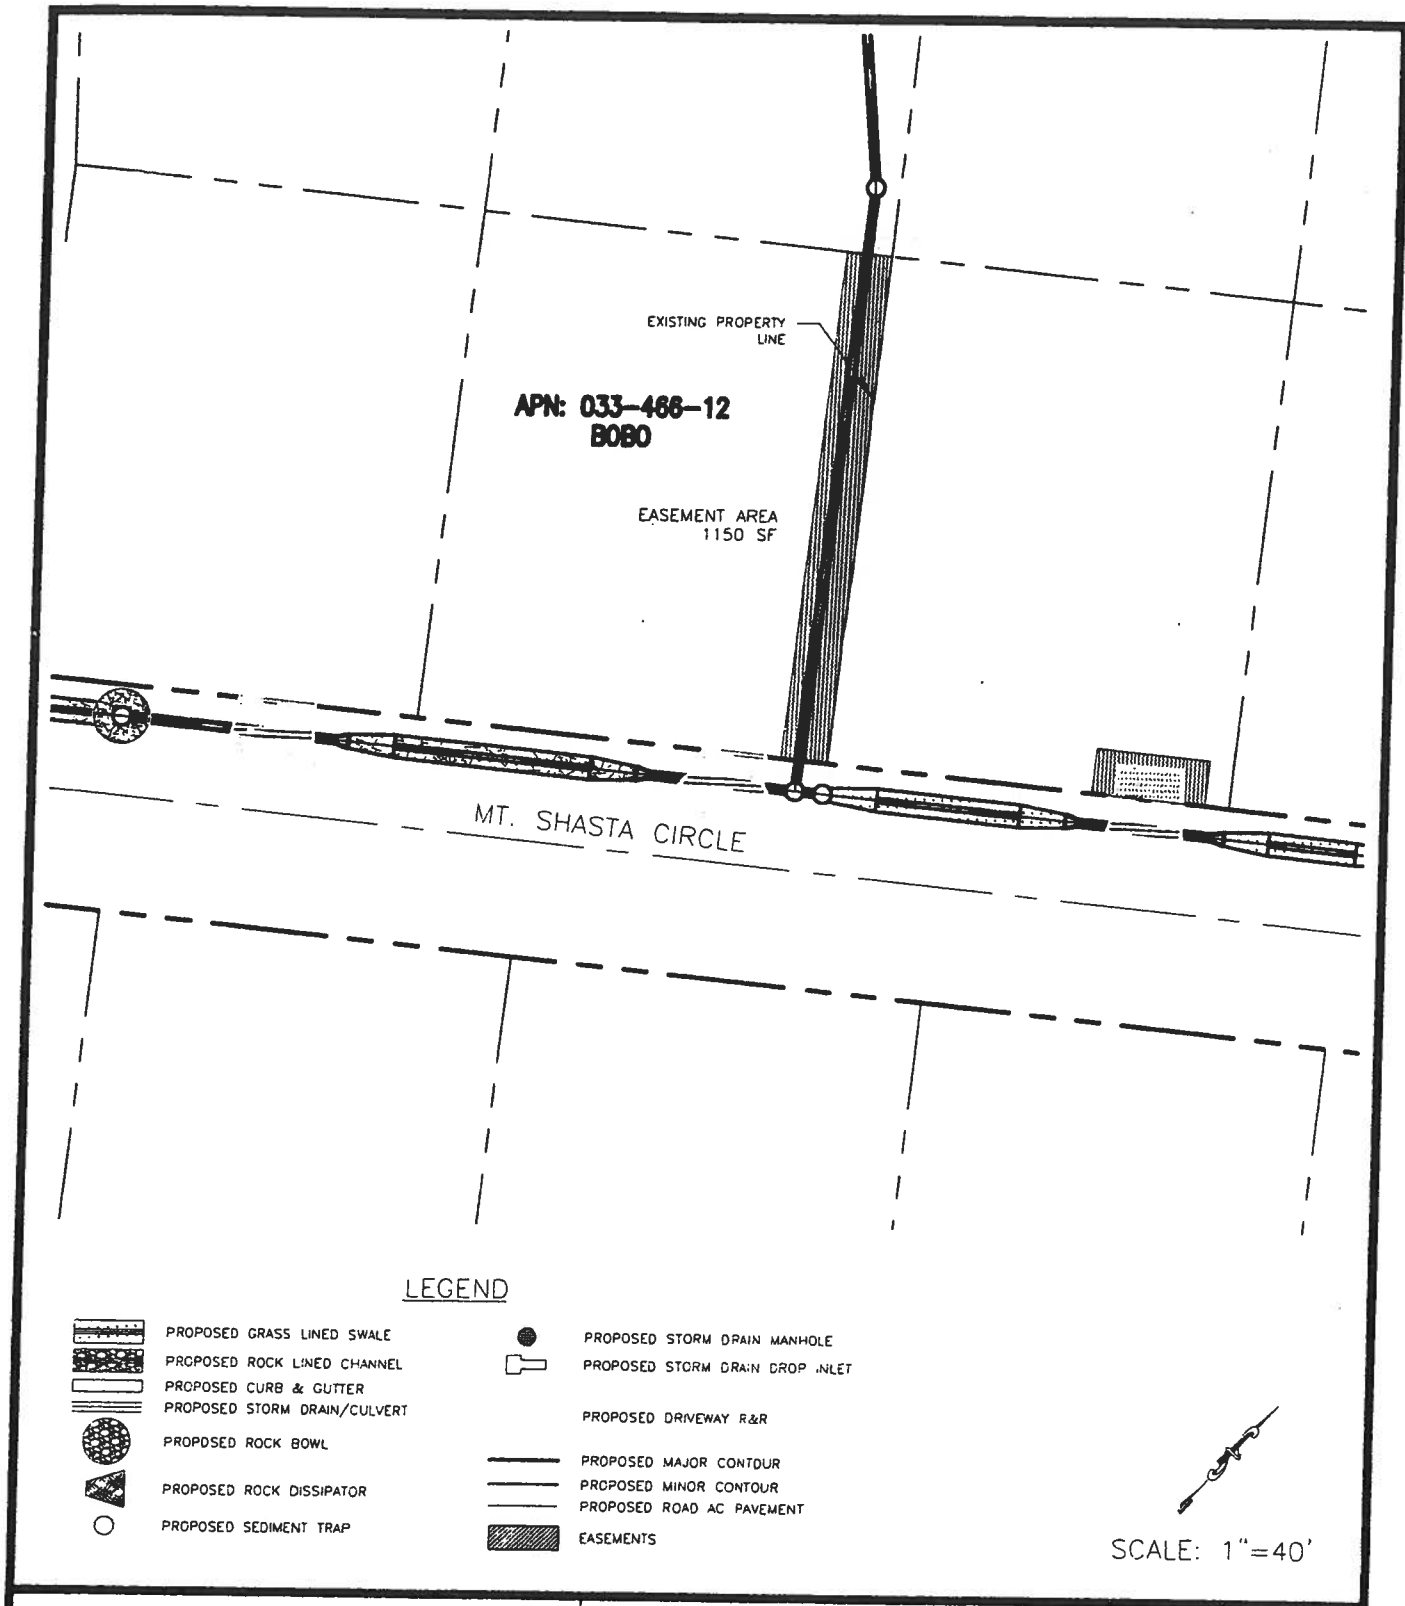 EXISTING PROPERTY
LINE
APN: 033-466-12
BOBO
EASEMENT AREA
1150 SF
MT. SHASTA CIRCLE
LEGEND
PROPOSED GRASS LINED SWALE
PROPOSED ROCK LINED CHANNEL
PROPOSED CURB & GUTTER
PROPOSED STORM DRAIN/CULVERT
PROPOSED ROCK BOWL
PROPOSED ROCK DISSIPATOR
PROPOSED SEDIMENT TRAP
PROPOSED STORM DRAIN MANHOLE
PROPOSED STORM DRAIN DROP INLET
PROPOSED DRIVEWAY R&R
PROPOSED MAJOR CONTOUR
PROPOSED MINOR CONTOUR
PROPOSED ROAD AC PAVEMENT
EASEMENTS
SCALE: 1"=40'